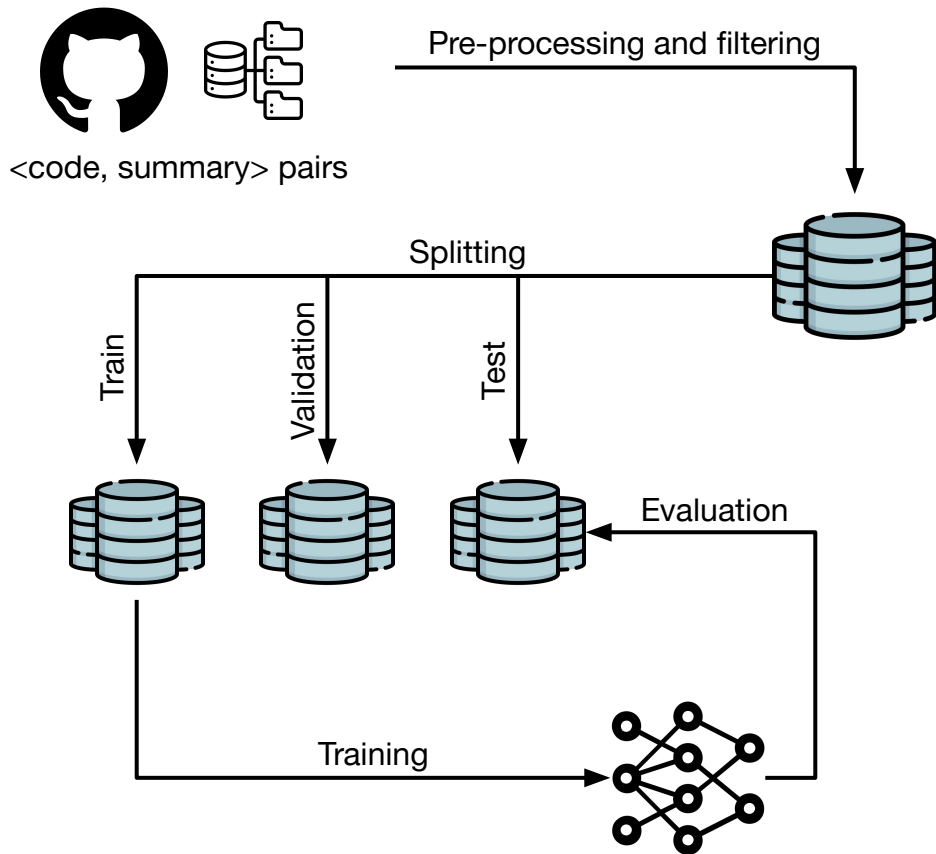 Pre-processing and filtering
<code, summary> pairs
Splitting
Train
Validation
Test
Evaluation
Training